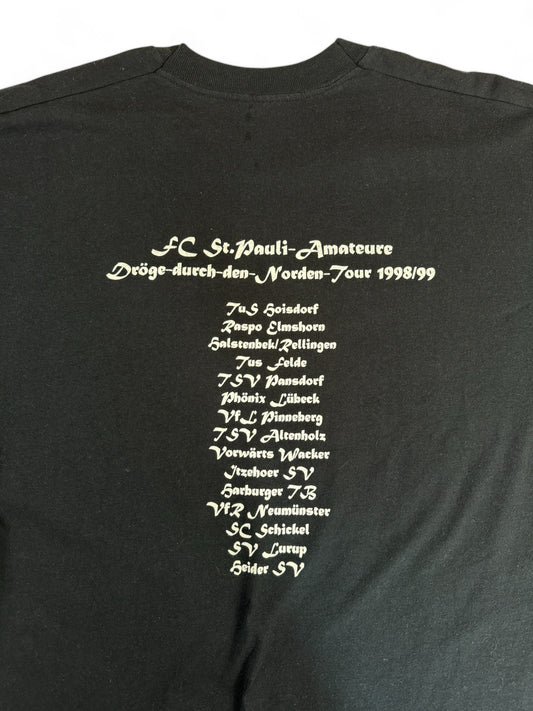 FC St.Pauli-Amateure
Dröge-durch-den-Norden-Tour 1998/99
TuS Hoisdorf
Raspo Elmshorn
Halstenbek/Rellingen
Tus Felde
TSV Pansdorf
Phönix Lübeck
VfL Pinneberg
TSV Altenholz
Vorwärts Wacker
Itzehoer SV
Harburger TB
VfR Neumünster
SC Schickel
SV Lurup
Heider SV